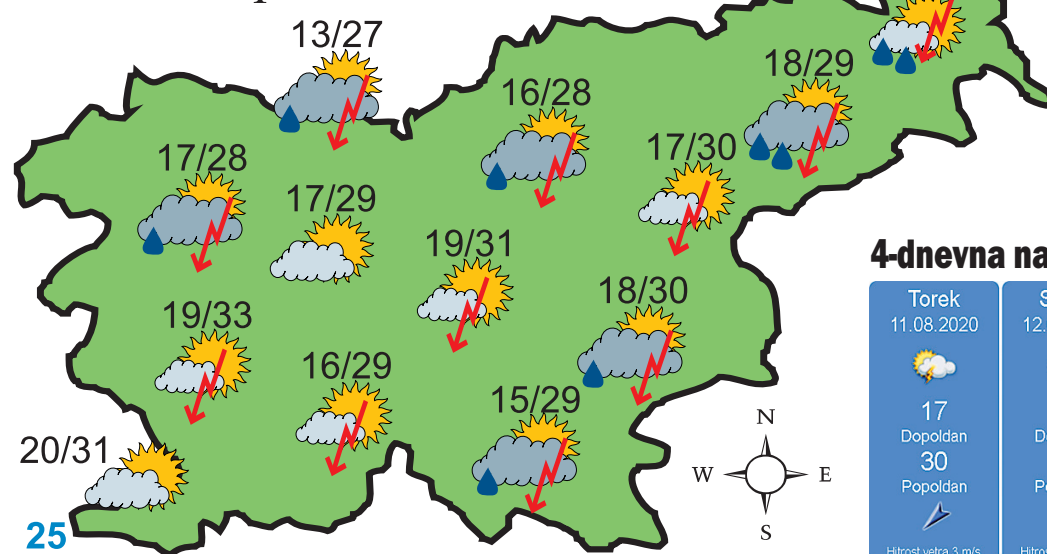 13/27
18/29
16/28
17/28
17/30
17/29
19/31
18/30
19/33
16/29
15/29
20/31
25
N
W
E
S
4-dnevna
Torek
11.08.2020
12.
17
Dopoldan
30
Popoldan
Hitrost vetra 3 m/s